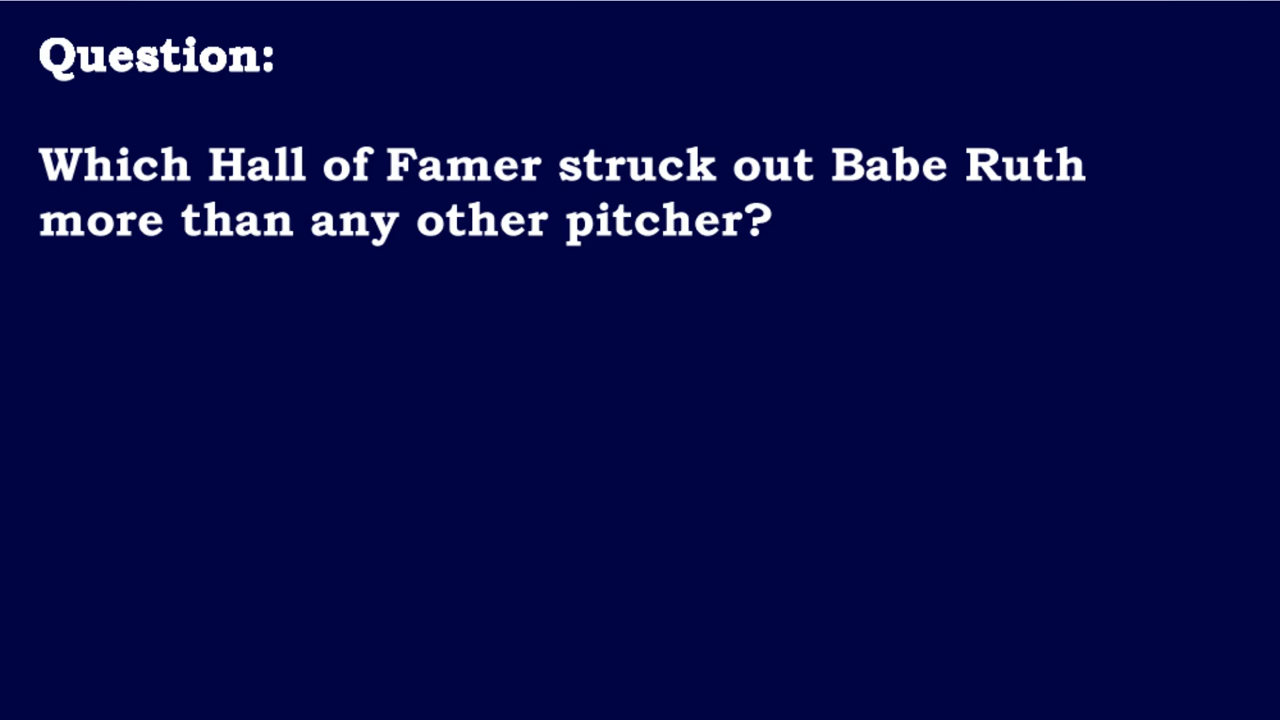 Question:
Which Hall of Famer struck out Babe Ruth
more than any other pitcher?